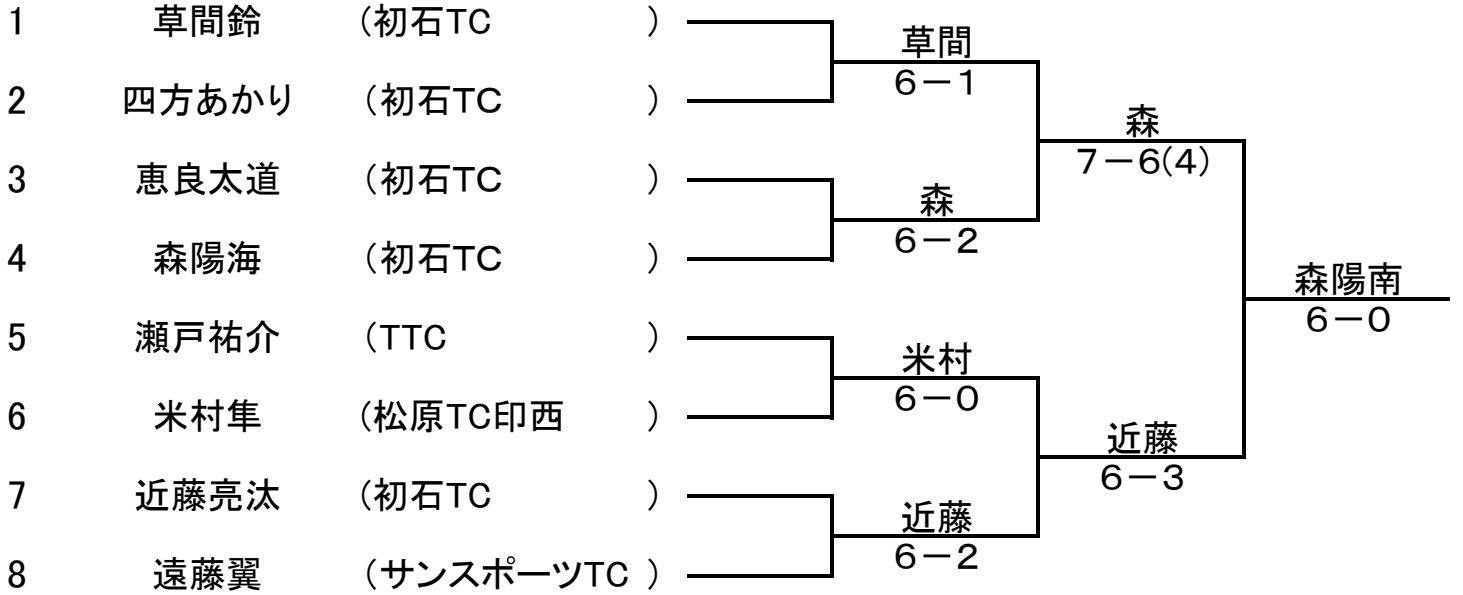 1 草間鈴 (初石TC )
草間
6－1
2 四方あかり (初石TC )
森
7－6(4)
3 恵良太道 (初石TC )
森
6－2
4 森陽海 (初石TC )
森陽南
6－0
5 瀬戸祐介 (TTC )
米村
6－0
6 米村隼 (松原TC印西 )
近藤
6－3
7 近藤亮汰 (初石TC )
近藤
6－2
8 遠藤翼 (サンスポーツTC )